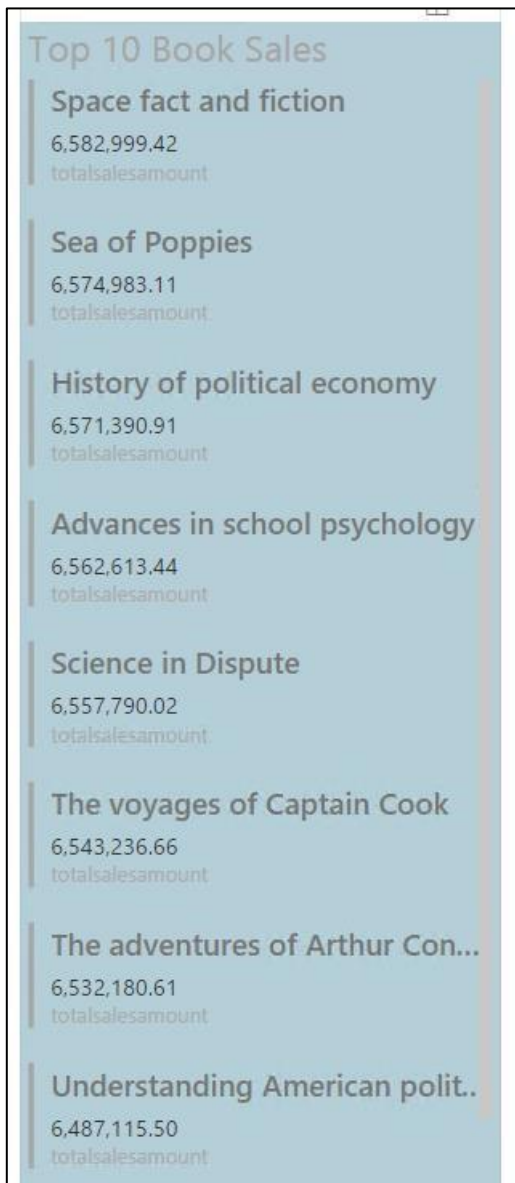 Top 10 Book Sales
Space fact and fiction
6,582,999.42
totalsalesamount
Sea of Poppies
6,574,983.11
totalsalesamount
History of political economy
6,571,390.91
totalsalesamount
Advances in school psychology
6,562,613.44
totalsalesamount
Science in Dispute
6,557,790.02
totalsalesamount
The voyages of Captain Cook
6,543,236.66
totalsalesamount
The adventures of Arthur Con...
6,532,180.61
totalsalesamount
Understanding American polit..
6,487,115.50
totalsalesamount